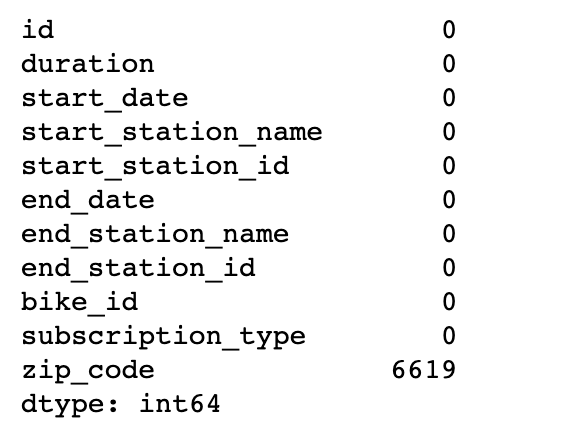 id 0
duration 0
start_date 0
start_station_name 0
start_station_id 0
end_date 0
end_station_name 0
end_station_id 0
bike_id 0
subscription_type 0
zip_code 6619
dtype: int64